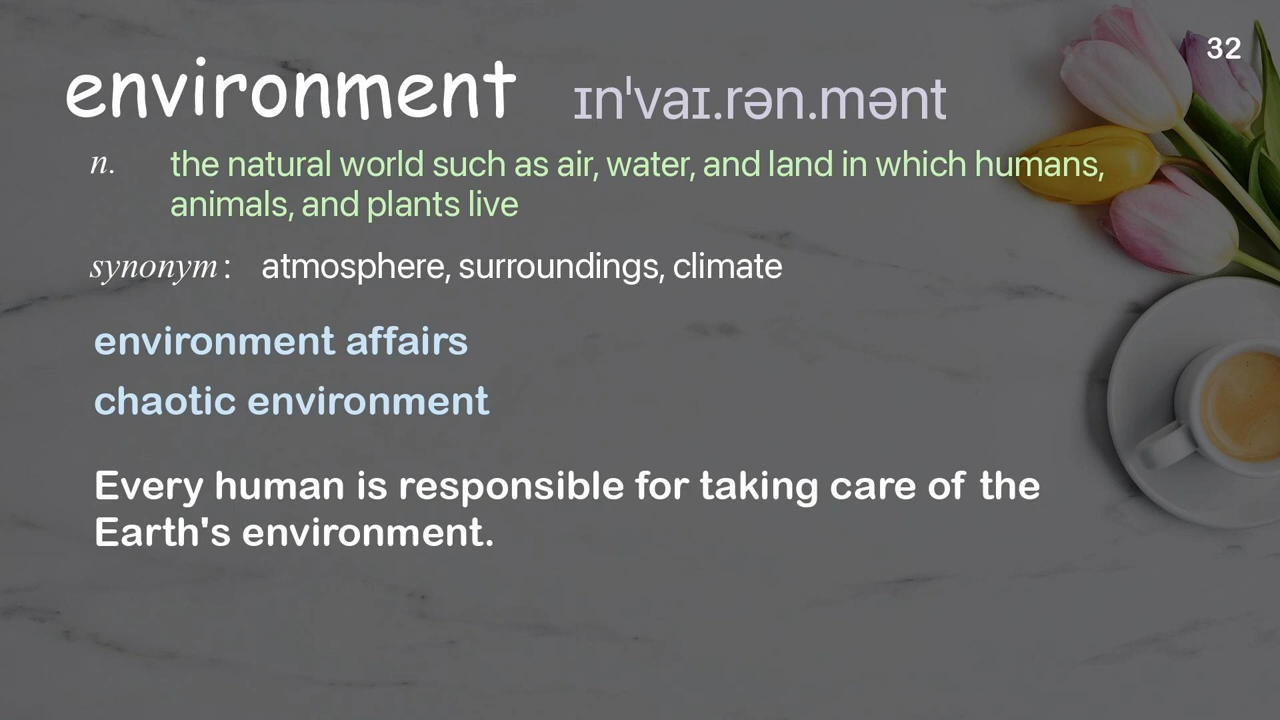 32
environment ɪn'vaɪ.rən.mənt
n. the natural world such as air, water, and land in which humans,
animals, and plants live
synonym: atmosphere, surroundings, climate
environment affairs
chaotic environment
Every human is responsible for taking care of the
Earth's environment.